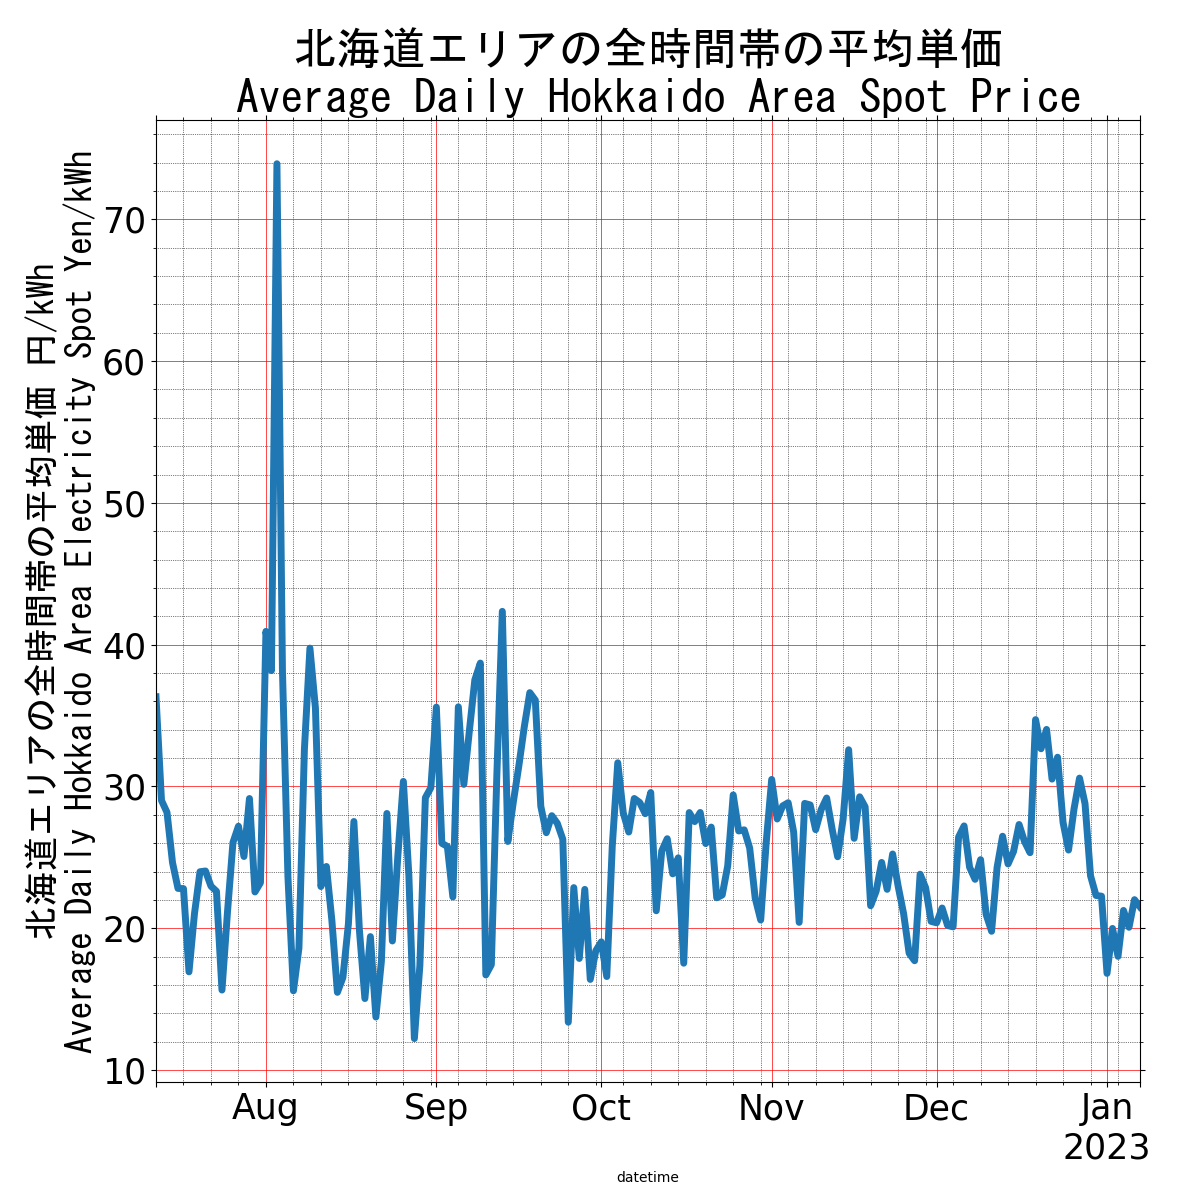 北海道エリアの全時間帯の平均単価
Average Daily Hokkaido Area Spot Price
北海道エリアの全時間帯の平均単価 円/kWh
Average Daily Hokkaido Area Electricity Spot Yen/kWh
70
60
50
40
30
20
10
Aug Sep Oct Nov Dec Jan
2023
datetime